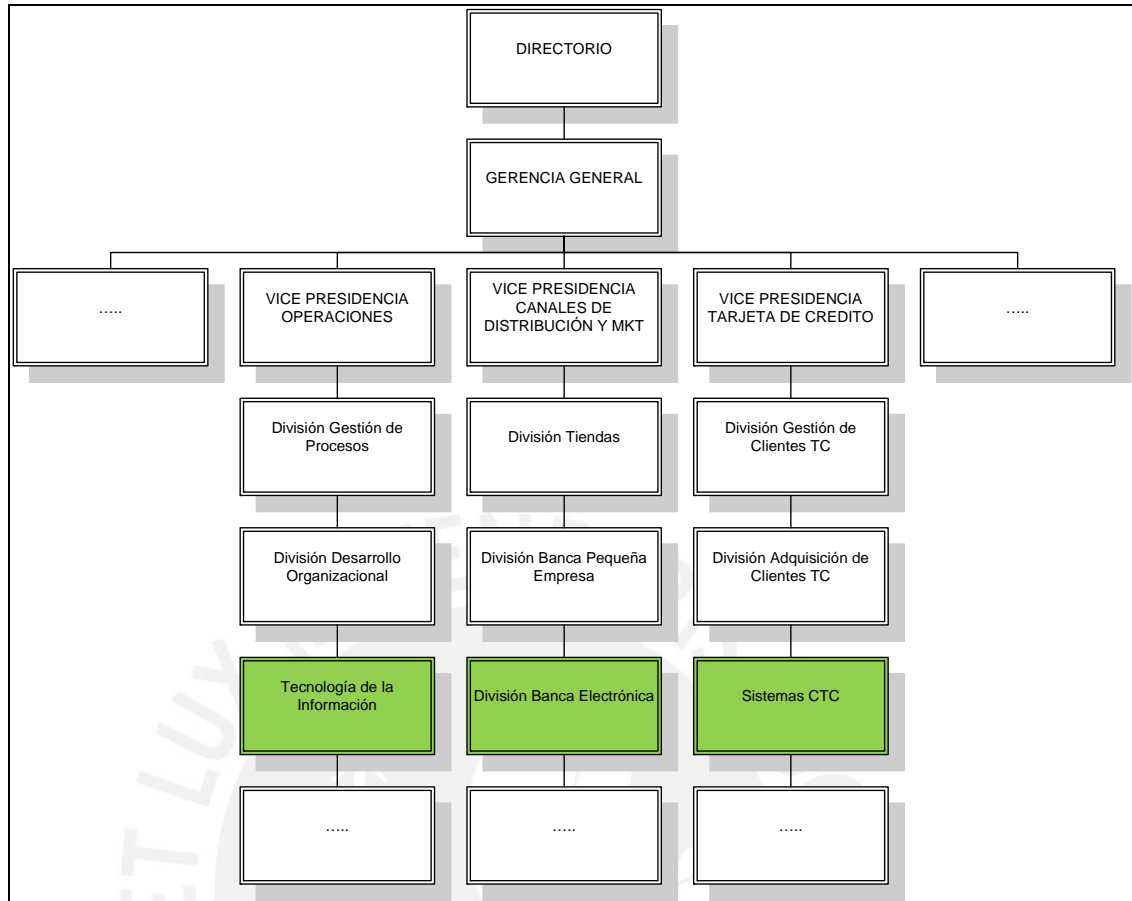 DIRECTORIO
GERENCIA GENERAL
…..
VICE PRESIDENCIA
OPERACIONES
VICE PRESIDENCIA
CANALES DE
DISTRIBUCIÓN Y MKT
VICE PRESIDENCIA
TARJETA DE CREDITO
…..
División Gestión de
Procesos
División Tiendas
División Gestión de
Clientes TC
División Desarrollo
Organizacional
División Banca Pequeña
Empresa
División Adquisición de
Clientes TC
Tecnología de la
Información
División Banca Electrónica
Sistemas CTC
…..
…..
…..
ET LUX